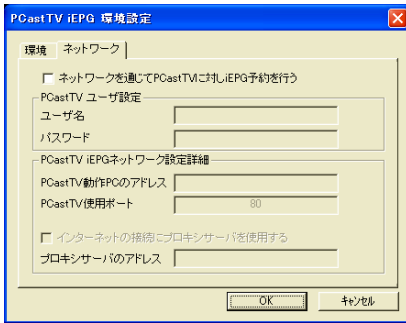 PCastTV iEPG 環境設定
環境 ネットワーク
ネットワークを通じてPCastTVに対しiEPG予約を行う
PCastTV ユーザ設定
ユーザ名
パスワード
PCastTV iEPGネットワーク設定詳細
PCastTV動作PCのアドレス
PCastTV使用ポート 80
インターネットの接続にプロキシサーバを使用する
プロキシサーバのアドレス
OK キャンセル